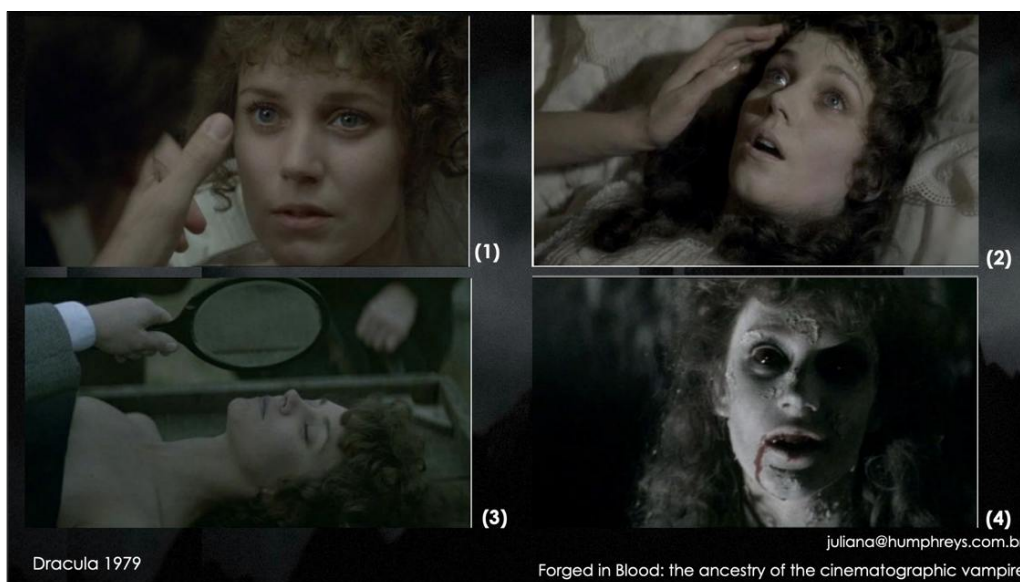 (1)
(2)
(3)
(4)
juliana@humphreys.com.b
Dracula 1979
Forged in Blood: the ancestry of the cinematographic vampire